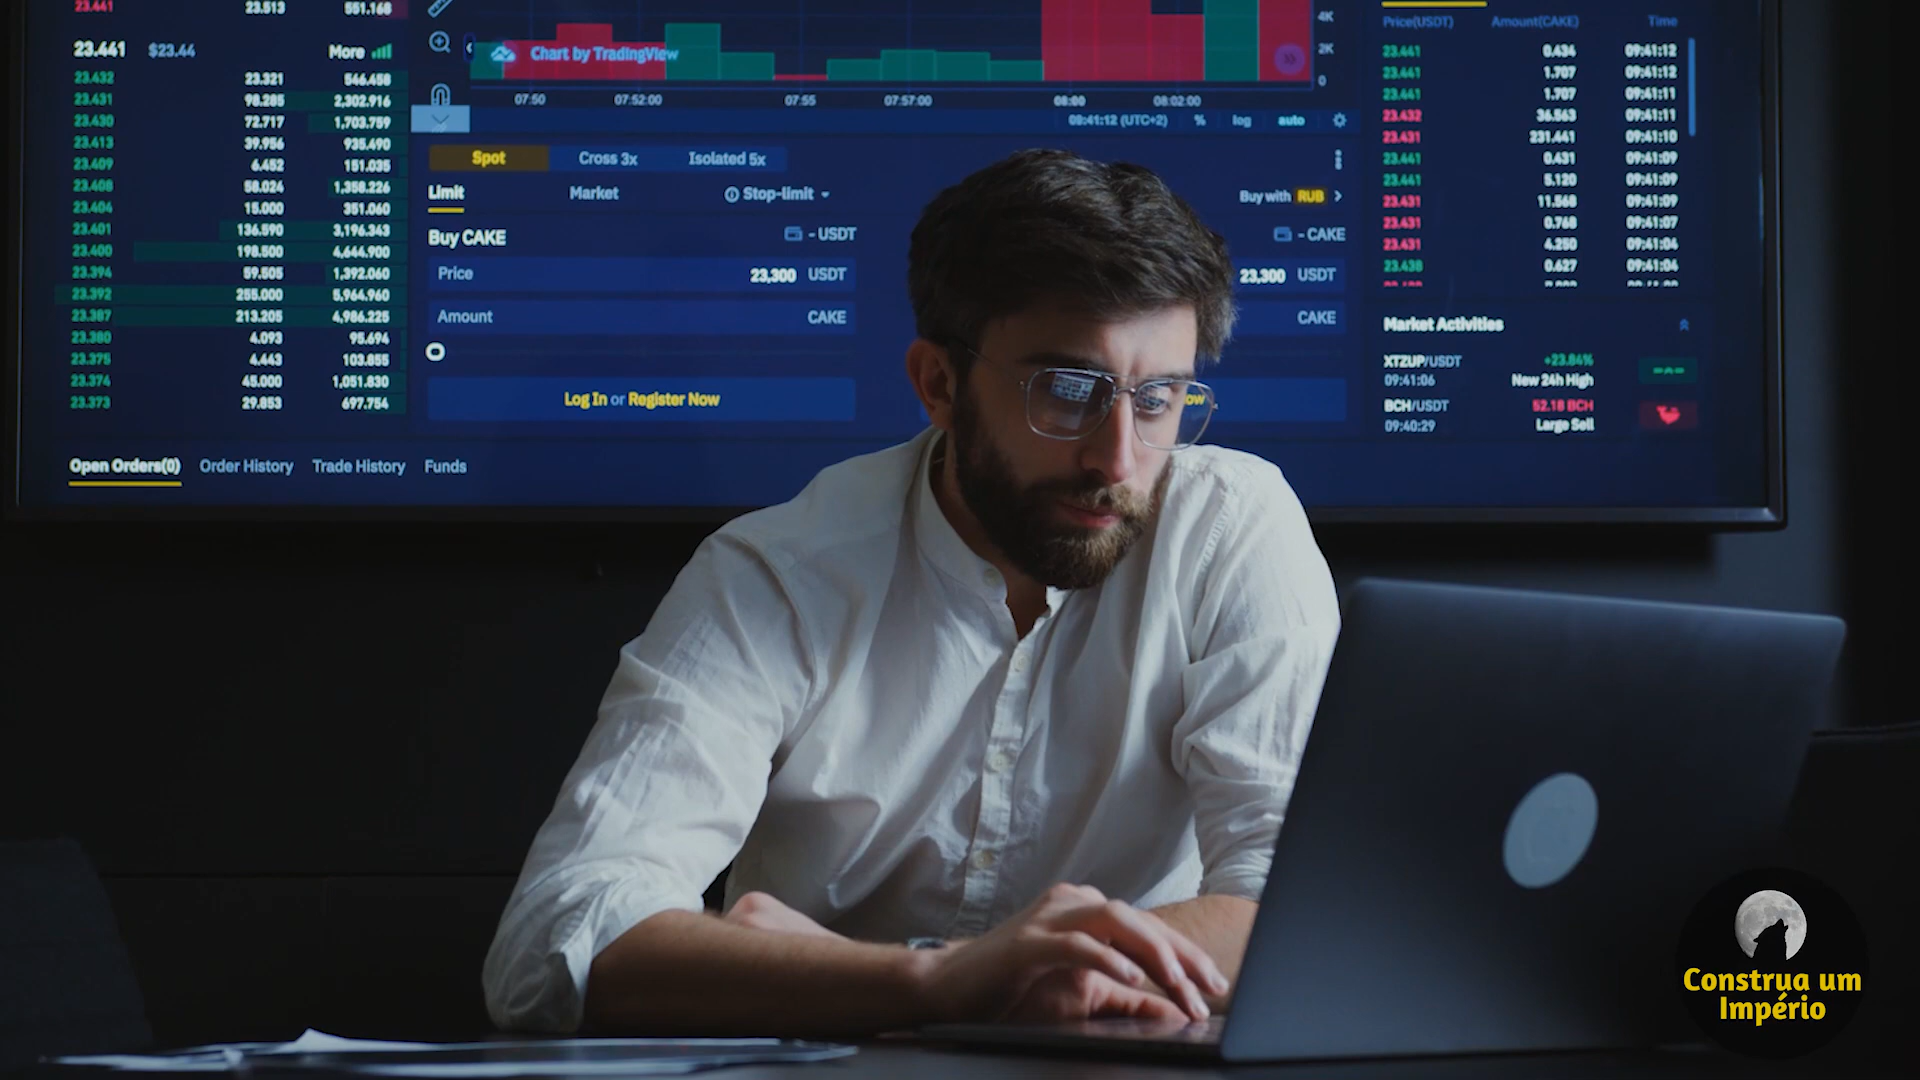 23.441 23.513 551.168
23.441 $23.44 More
23.432 23.321 546.458
23.431 98.285 2,302.916
23.430 72.717 1,703.759
23.413 39.956 935.490
23.409 6.452 151.035
23.408 58.024 1,358.226
23.404 15.000 351.060
23.401 136.590 3,196.343
23.400 198.500 4,644.900
23.394 59.505 1,392.060
23.392 255.000 5,964.960
23.387 213.205 4,986.225
23.380 4.093 95.694
23.375 4.443 103.855
23.374 45.000 1,051.830
23.373 29.853 697.754
Open Orders(0) Order History Trade History Funds
Chart by TradingView
4K
2K
0
07:50 07:52:00 07:55 07:57:00 08:00 08:02:00
09:41:12 (UTC+2) % log auto
Spot Cross 3x Isolated 5x
Limit Market Stop-limit
Buy with RUB
Buy CAKE - USDT
- CAKE
Price 23,300 USDT
23,300 USDT
Amount CAKE
CAKE
Log In or Register Now
ow
Price(USDT) Amount(CAKE) Time
23.441 0.434 09:41:12
23.441 1.707 09:41:12
23.441 1.707 09:41:11
23.432 36.563 09:41:11
23.431 231.441 09:41:10
23.441 0.431 09:41:09
23.441 5.120 09:41:09
23.431 11.568 09:41:09
23.431 0.768 09:41:07
23.431 4.250 09:41:04
23.438 0.627 09:41:04
Market Activities
XTZUP/USDT +23.84%
09:41:06 New 24h High
BCH/USDT 52.18 BCH
09:40:29 Large Sell
Construa um
Império